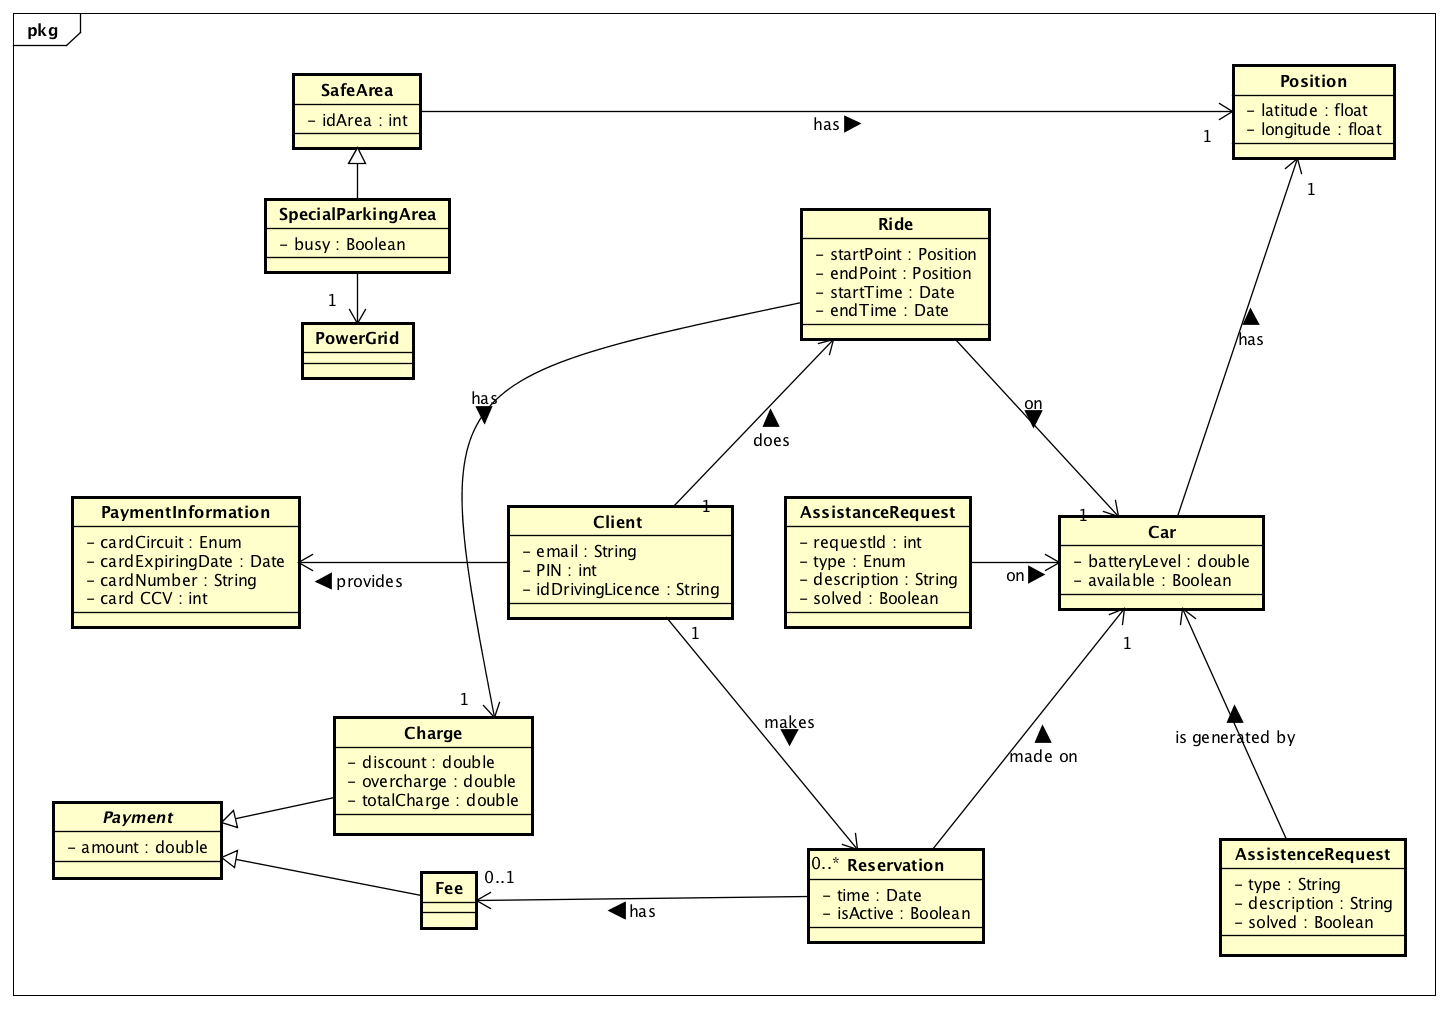 pkg
SafeArea
- idArea : int
has
1
Position
- latitude : float
- longitude : float
1
SpecialParkingArea
- busy : Boolean
1
PowerGrid
Ride
- startPoint : Position
- endPoint : Position
- startTime : Date
- endTime : Date
has
has
does
on
PaymentInformation
- cardCircuit : Enum
- cardExpiringDate : Date
- cardNumber : String
- card CCV : int
provides
1
Client
- email : String
- PIN : int
- idDrivingLicence : String
1
AssistanceRequest
- requestId : int
- type : Enum
- description : String
- solved : Boolean
on
1
Car
- batteryLevel : double
- available : Boolean
1
1
Charge
- discount : double
- overcharge : double
- totalCharge : double
makes
made on
is generated by
Payment
- amount : double
Fee
0..1
has
0..*
Reservation
- time : Date
- isActive : Boolean
AssistenceRequest
- type : String
- description : String
- solved : Boolean